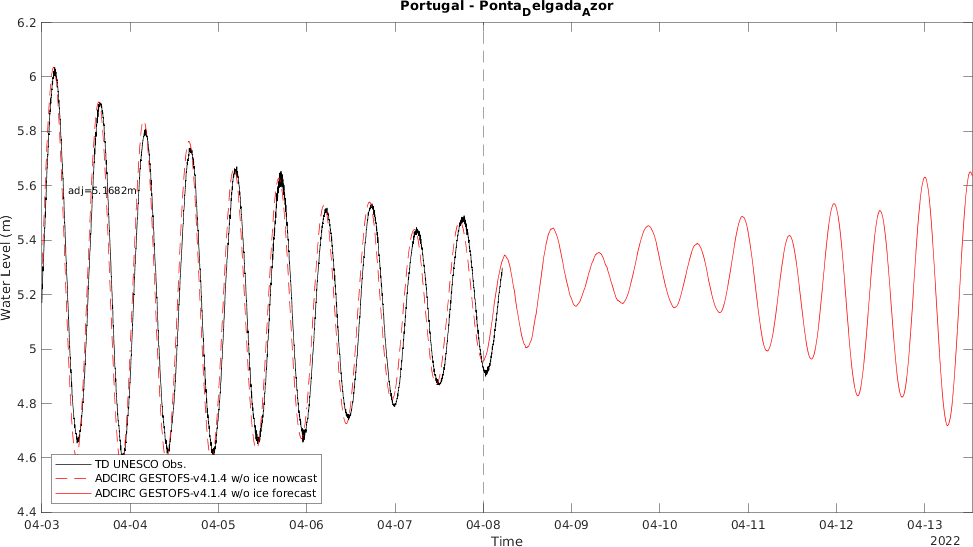 Portugal - PontaDelgadaAzor
6.2
6
5.8
5.6
5.4
5.2
5
4.8
4.6
4.4
Water Level (m)
adj=5.1682m
TD UNESCO Obs.
ADCIRC GESTOFS-v4.1.4 w/o ice nowcast
ADCIRC GESTOFS-v4.1.4 w/o ice forecast
04-03 04-04 04-05 04-06 04-07 04-08 04-09 04-10 04-11 04-12 04-13
Time
2022